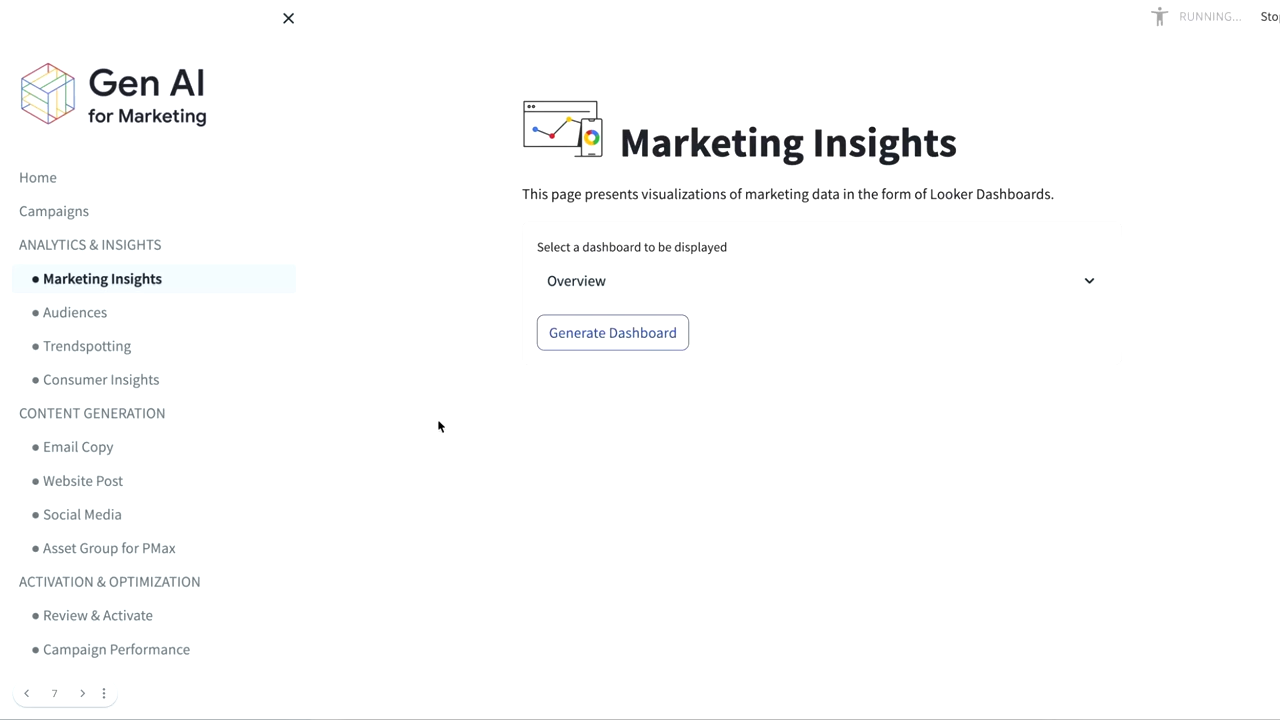 RUNNING...
Gen AI
for Marketing
Home
Campaigns
ANALYTICS & INSIGHTS
● Marketing Insights
● Audiences
● Trendspotting
● Consumer Insights
CONTENT GENERATION
● Email Copy
● Website Post
● Social Media
● Asset Group for PMax
ACTIVATION & OPTIMIZATION
● Review & Activate
● Campaign Performance
7
Marketing Insights
This page presents visualizations of marketing data in the form of Looker Dashboards.
Select a dashboard to be displayed
Overview
Generate Dashboard